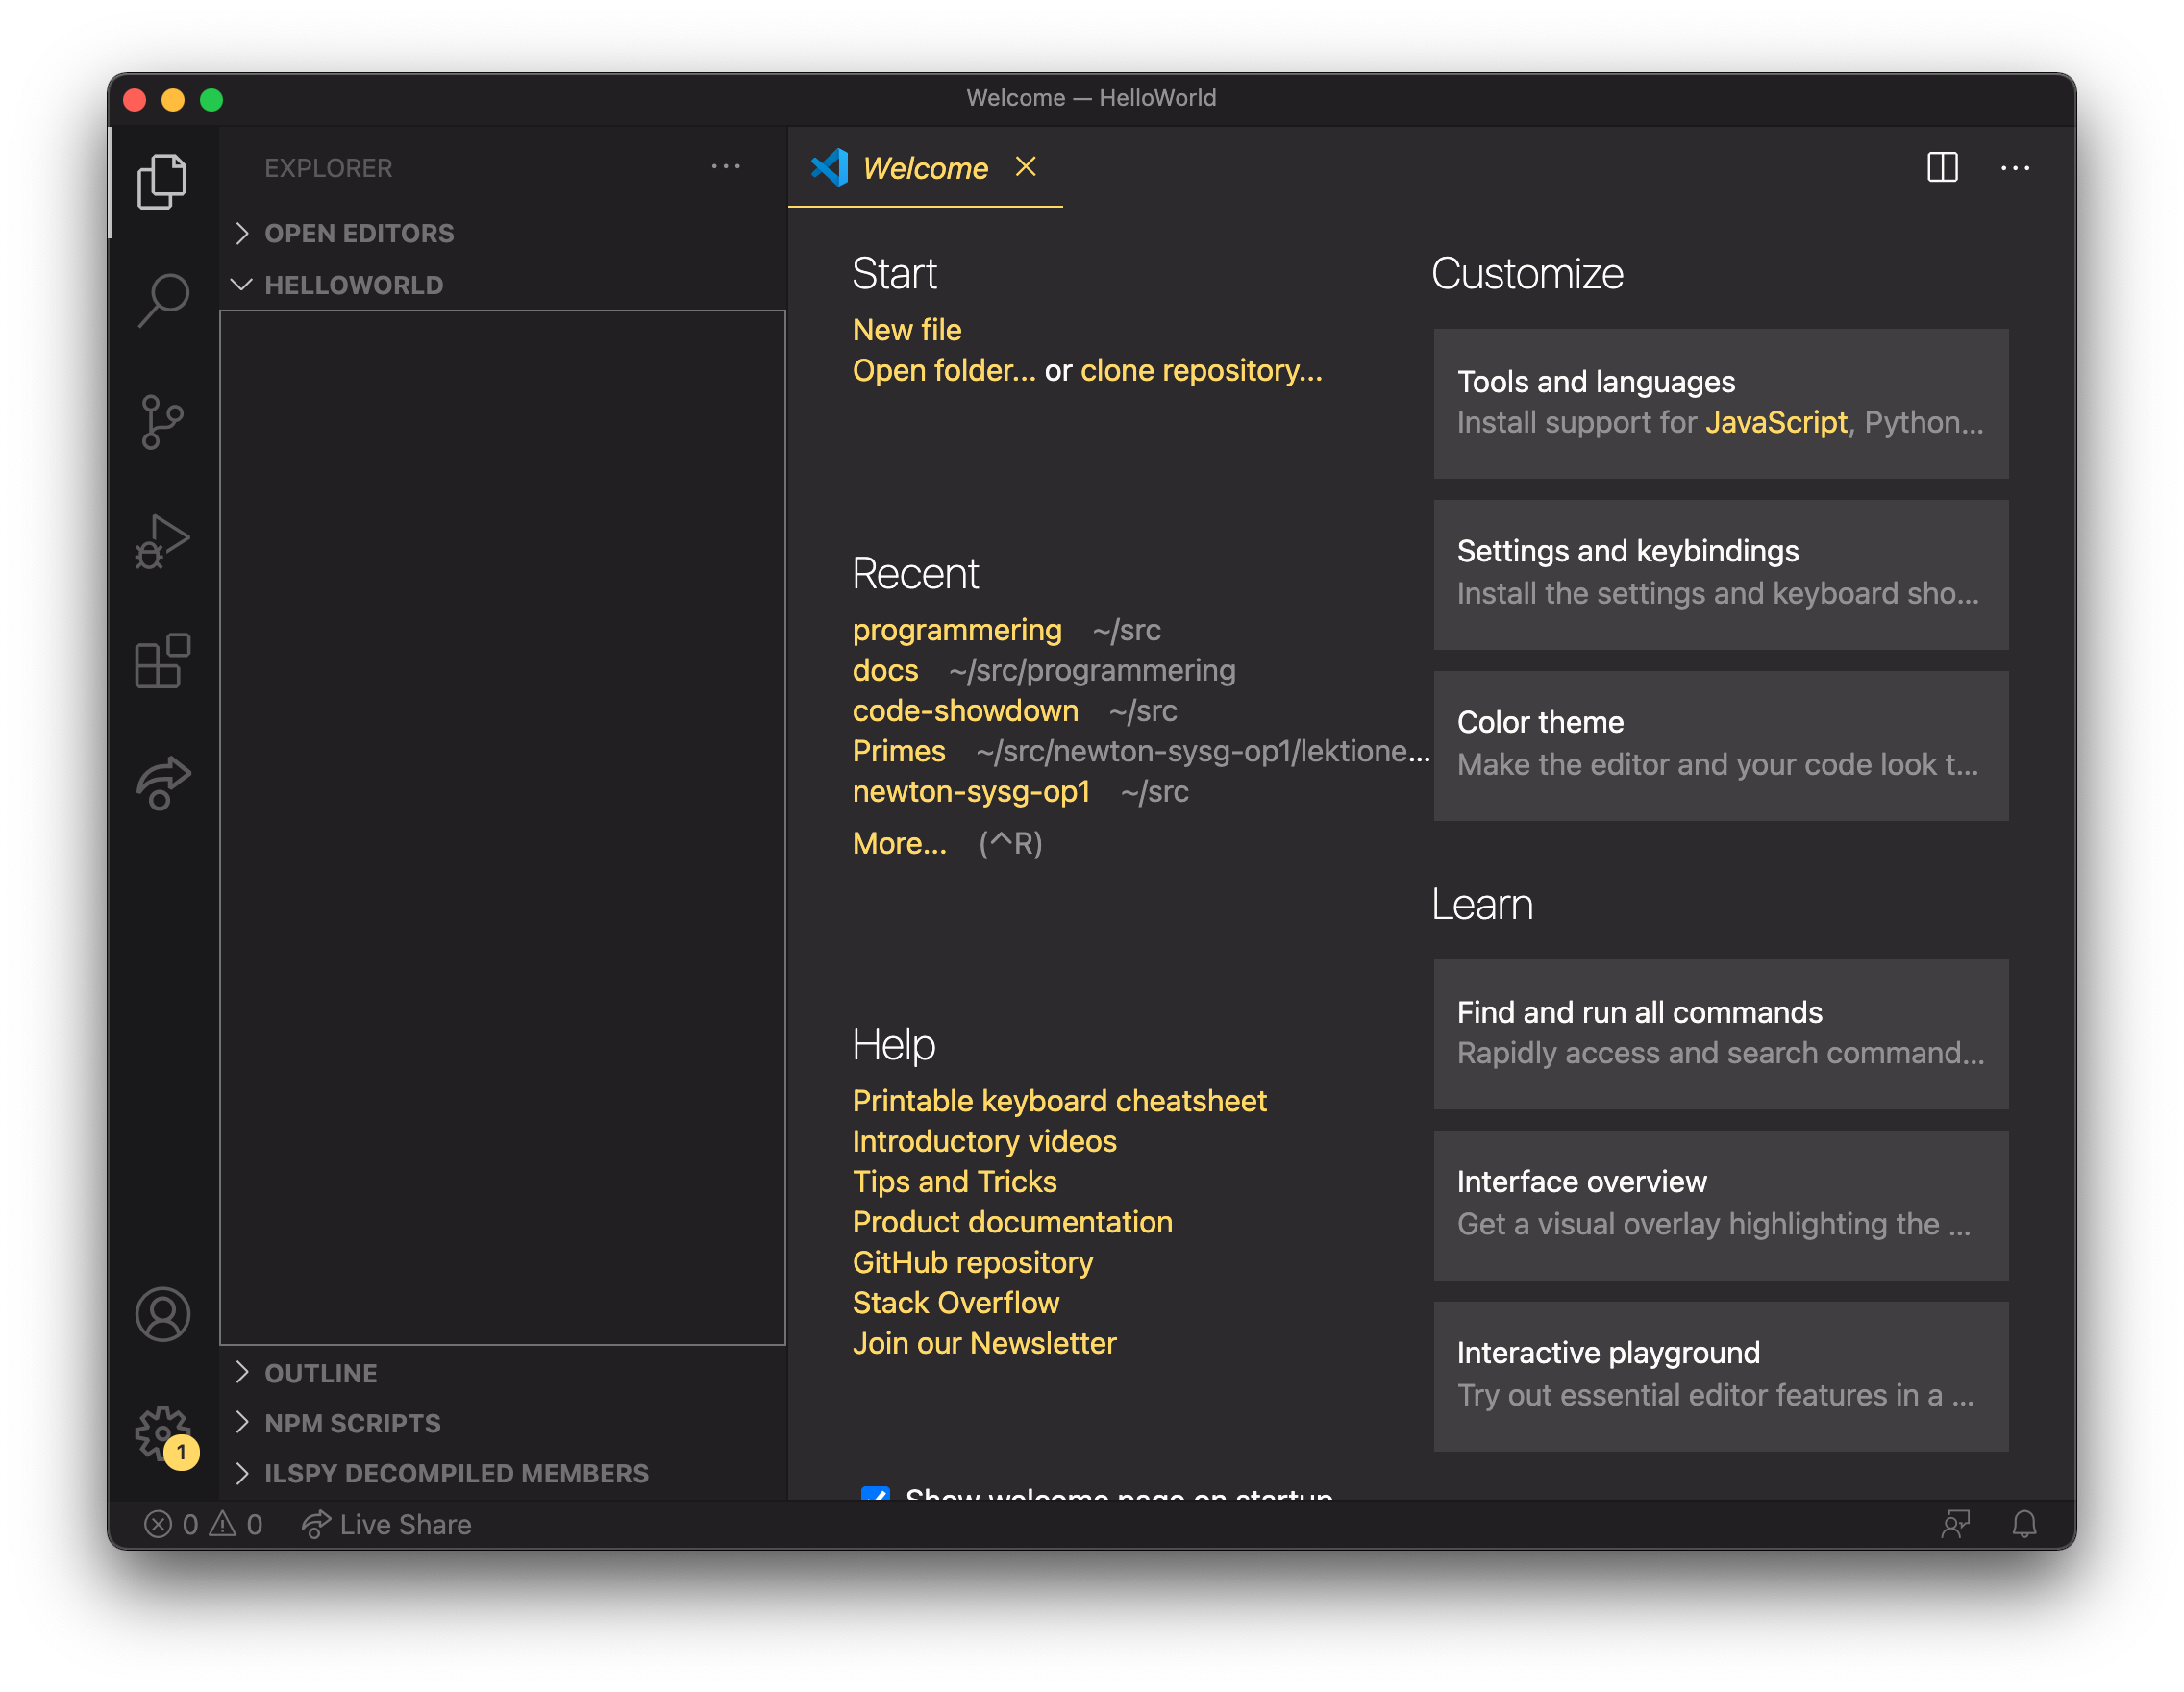 Welcome — HelloWorld
EXPLORER
OPEN EDITORS
HELLOWORLD
OUTLINE
NPM SCRIPTS
ILSPY DECOMPILED MEMBERS
Welcome
Start
New file
Open folder... or clone repository...
Recent
programmering ~/src
docs ~/src/programmering
code-showdown ~/src
Primes ~/src/newton-sysg-op1/lektione...
newton-sysg-op1 ~/src
More... (^R)
Help
Printable keyboard cheatsheet
Introductory videos
Tips and Tricks
Product documentation
GitHub repository
Stack Overflow
Join our Newsletter
Show welcome page on startup
Customize
Tools and languages
Install support for JavaScript, Python...
Settings and keybindings
Install the settings and keyboard sho...
Color theme
Make the editor and your code look t...
Learn
Find and run all commands
Rapidly access and search command...
Interface overview
Get a visual overlay highlighting the ...
Interactive playground
Try out essential editor features in a ...
1
0 0 Live Share